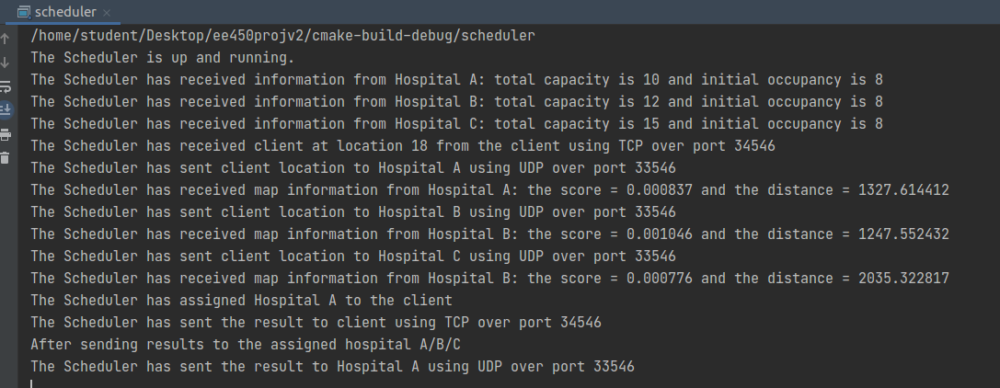 scheduler
/home/student/Desktop/ee450projv2/cmake-build-debug/scheduler
The Scheduler is up and running.
The Scheduler has received information from Hospital A: total capacity is 10 and initial occupancy is 8
The Scheduler has received information from Hospital B: total capacity is 12 and initial occupancy is 8
The Scheduler has received information from Hospital C: total capacity is 15 and initial occupancy is 8
The Scheduler has received client at location 18 from the client using TCP over port 34546
The Scheduler has sent client location to Hospital A using UDP over port 33546
The Scheduler has received map information from Hospital A: the score = 0.000837 and the distance = 1327.614412
The Scheduler has sent client location to Hospital B using UDP over port 33546
The Scheduler has received map information from Hospital B: the score = 0.001046 and the distance = 1247.552432
The Scheduler has sent client location to Hospital C using UDP over port 33546
The Scheduler has received map information from Hospital B: the score = 0.000776 and the distance = 2035.322817
The Scheduler has assigned Hospital A to the client
The Scheduler has sent the result to client using TCP over port 34546
After sending results to the assigned hospital A/B/C
The Scheduler has sent the result to Hospital A using UDP over port 33546